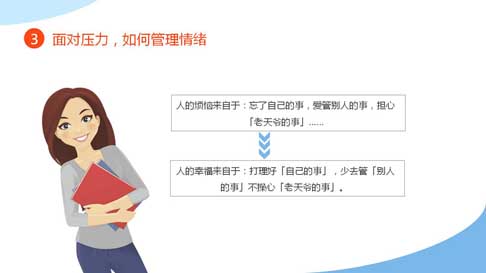 3 面对压力，如何管理情绪
人的烦恼来自于：忘了自己的事，爱管别人的事，担心
「老天爷的事」……
人的幸福来自于：打理好「自己的事」，少去管「别人
的事」不操心「老天爷的事」。